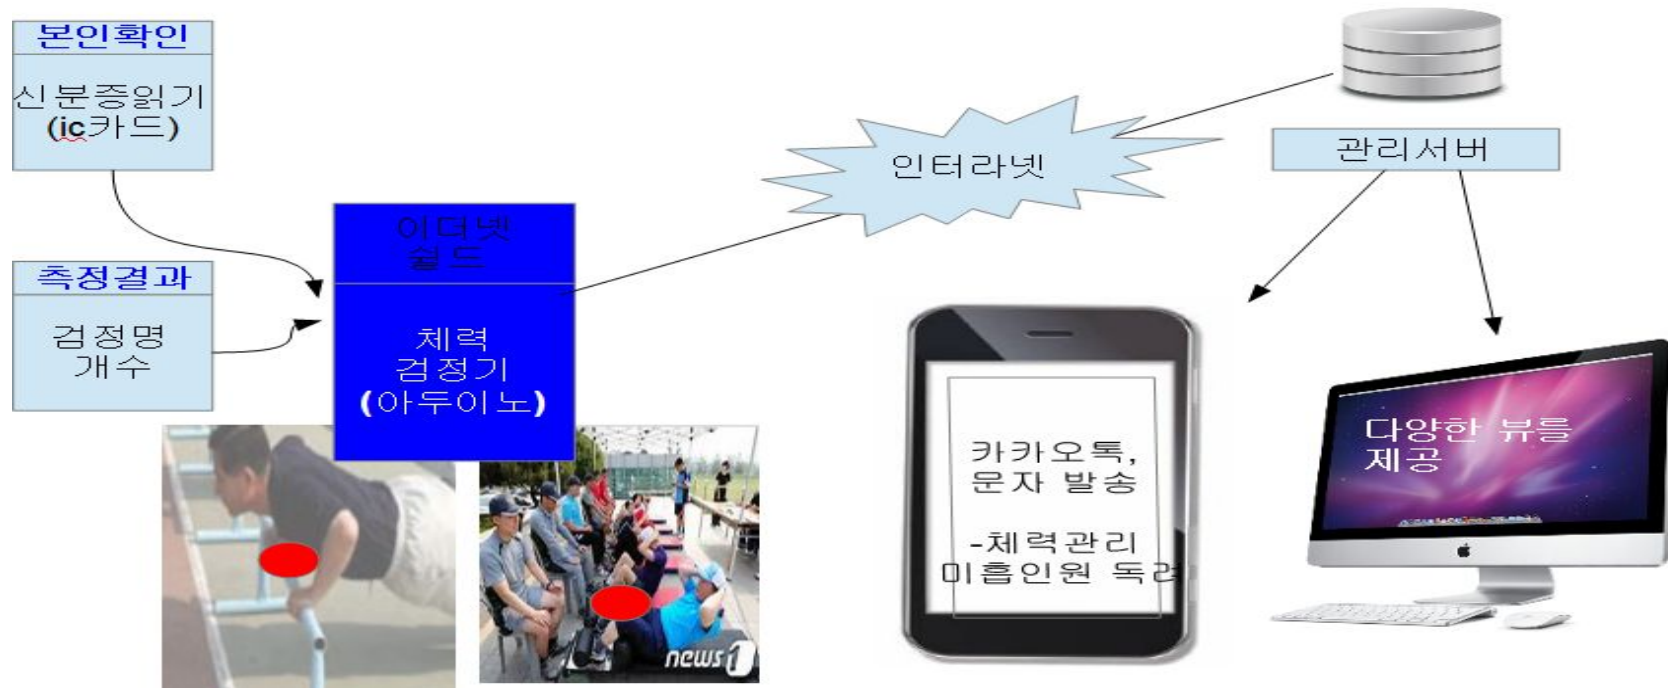 본인확인
신분증읽기
(ic카드)
측정결과
검정명
개수
이더넷
쉴드
체력
검정기
(아두이노)
인터라넷
관리서버
카카오톡,
문자 발송
-체력관리
미흡인원 독려
다양한 뷰를
제공
news1